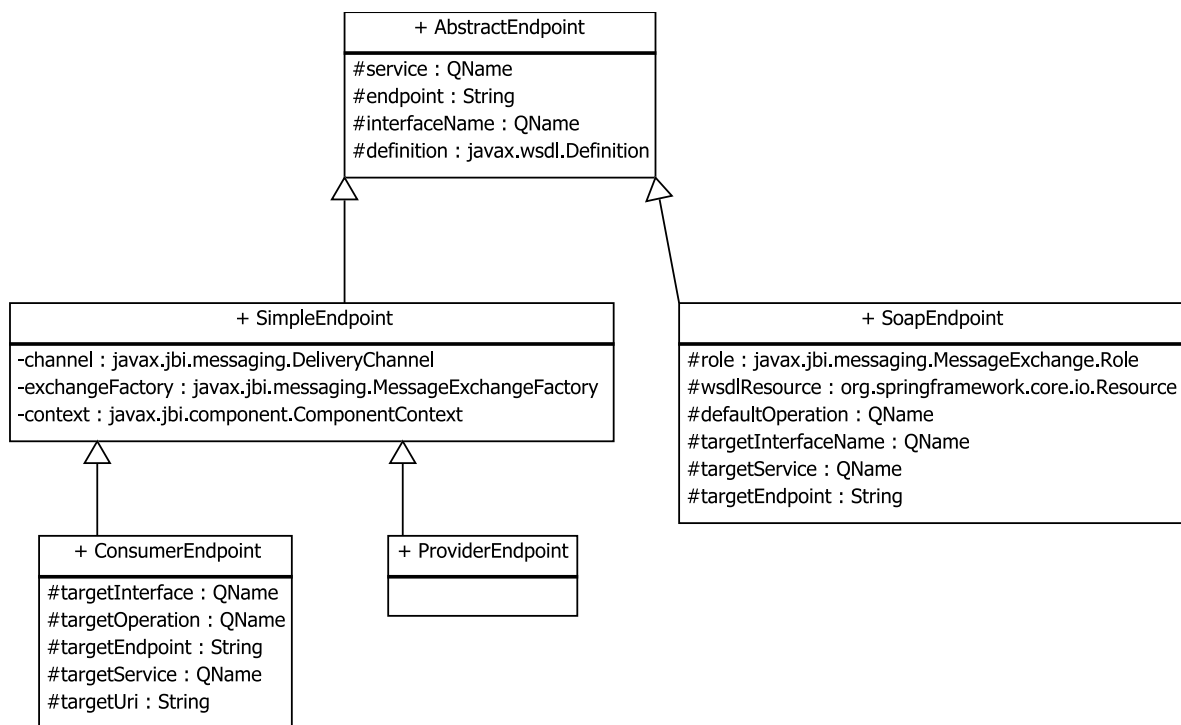 + AbstractEndpoint
#service : QName
#endpoint : String
#interfaceName : QName
#definition : javax.wsdl.Definition
+ SimpleEndpoint
-channel : javax.jbi.messaging.DeliveryChannel
-exchangeFactory : javax.jbi.messaging.MessageExchangeFactory
-context : javax.jbi.component.ComponentContext
+ SoapEndpoint
#role : javax.jbi.messaging.MessageExchange.Role
#wsdlResource : org.springframework.core.io.Resource
#defaultOperation : QName
#targetInterfaceName : QName
#targetService : QName
#targetEndpoint : String
+ ConsumerEndpoint
#targetInterface : QName
#targetOperation : QName
#targetEndpoint : String
#targetService : QName
#targetUri : String
+ ProviderEndpoint